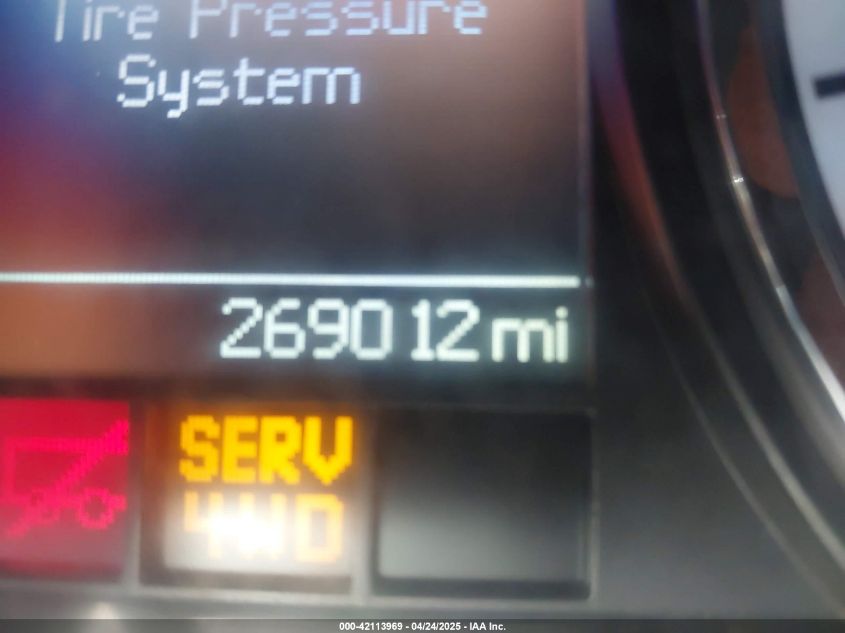 Tire Pressure
System
269012 mi
SERV
4WD
000-42113969 - 04/24/2025 - IAA Inc.